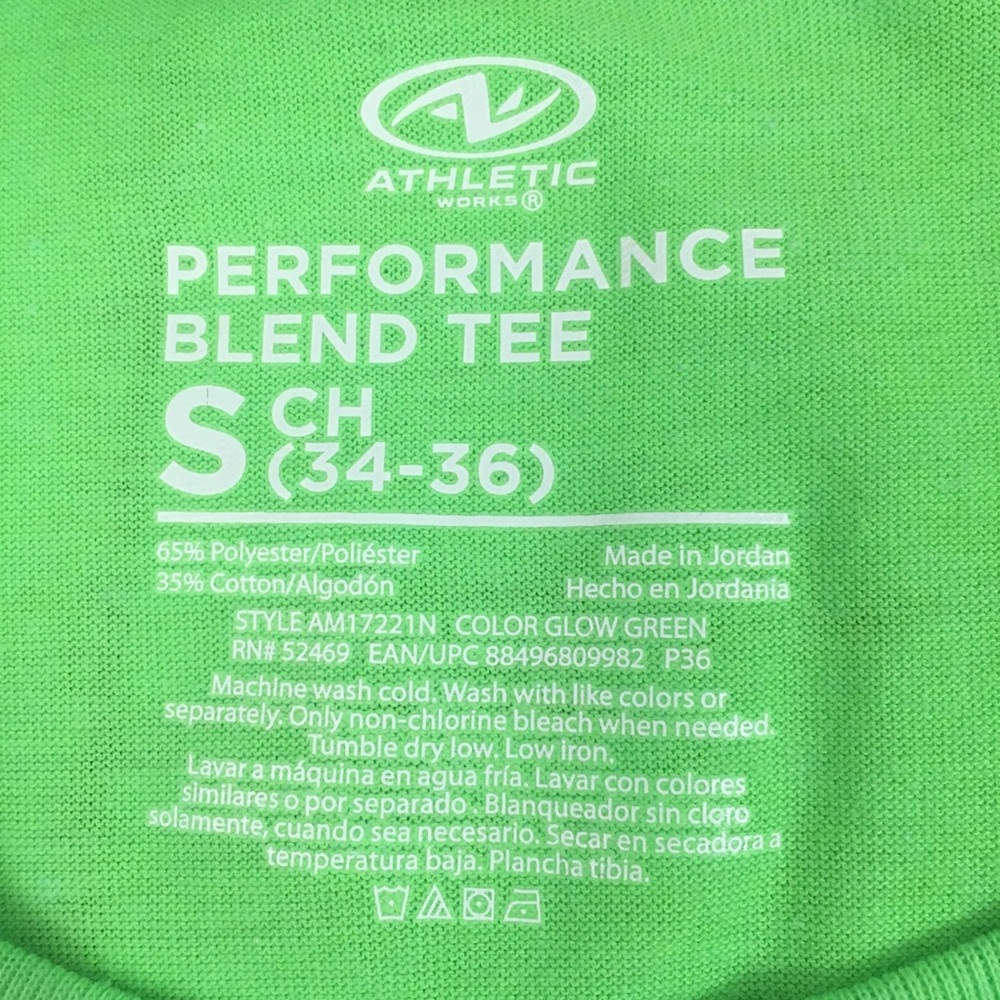 ATHLETIC
WORKS®
PERFORMANCE
BLEND TEE
S CH
(34-36)
65% Polyester/Poliéster Made in Jordan
35% Cotton/Algodón Hecho en Jordania
STYLE AM17221N COLOR GLOW GREEN
RN# 52469 EAN/UPC 88496809982 P36
Machine wash cold. Wash with like colors or
separately. Only non-chlorine bleach when needed.
Tumble dry low. Low iron.
Lavar a máquina en agua fría. Lavar con colores
similares o por separado . Blanqueador sin cloro
solamente, cuando sea necesario. Secar en secadora a
temperatura baja. Plancha tibia.